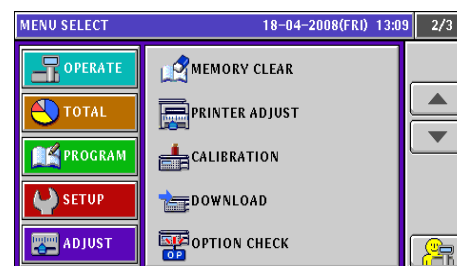 MENU SELECT 18-04-2008(FRI) 13:09 2/3
OPERATE
TOTAL
PROGRAM
SETUP
ADJUST
MEMORY CLEAR
PRINTER ADJUST
CALIBRATION
DOWNLOAD
OPTION CHECK
OP